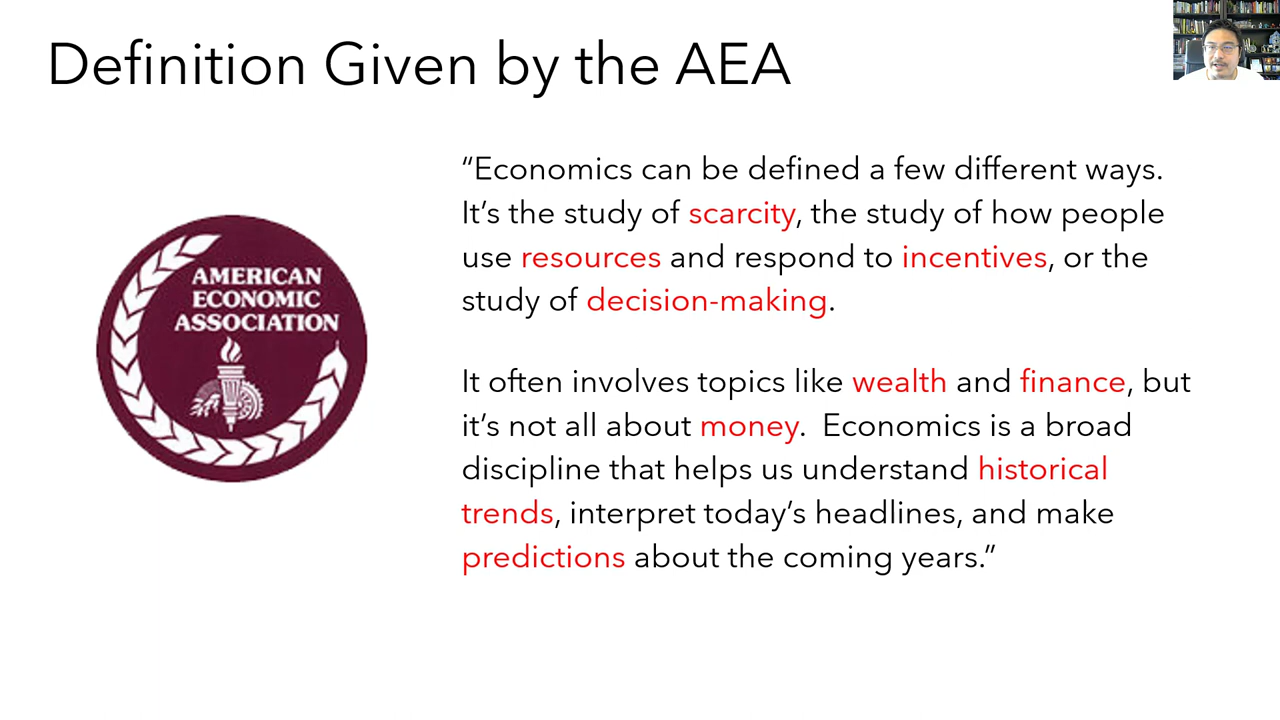 Definition Given by the AEA
“Economics can be defined a few different ways.
It’s the study of scarcity, the study of how people
use resources and respond to incentives, or the
study of decision-making.
It often involves topics like wealth and finance, but
it’s not all about money.  Economics is a broad
discipline that helps us understand historical
trends, interpret today’s headlines, and make
predictions about the coming years.”
AMERICAN
ECONOMIC
ASSOCIATION